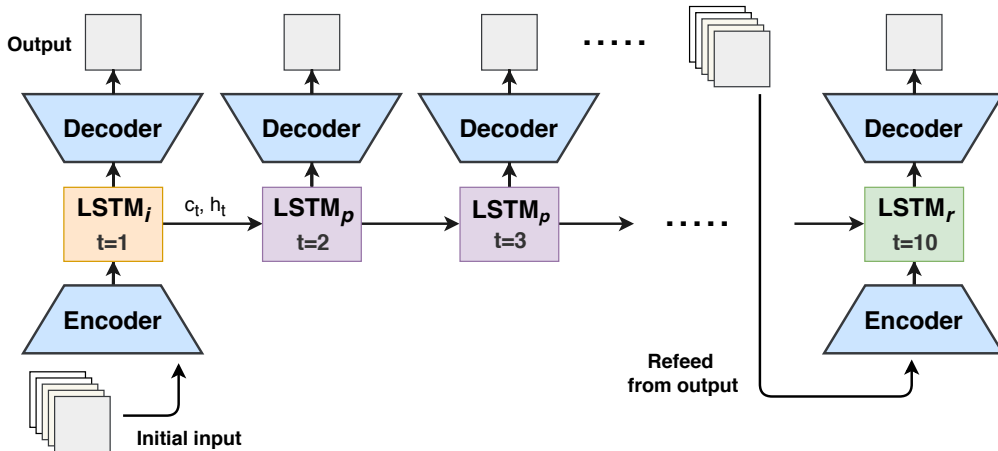 Output
Decoder
Decoder
Decoder
Decoder
LSTMi
t=1
ct, ht
LSTMp
t=2
LSTMp
t=3
LSTMr
t=10
Encoder
Encoder
Refeed
from output
Initial input